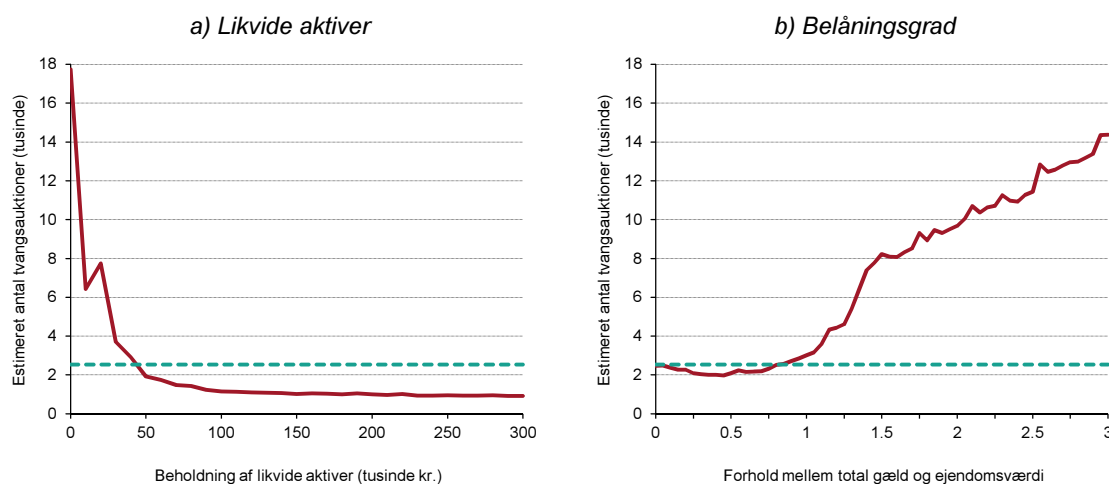 a) Likvide aktiver
Estimeret antal tvangsauktioner (tusinde)
18
16
14
12
10
8
6
4
2
0
0 50 100 150 200 250 300
Beholdning af likvide aktiver (tusinde kr.)
b) Belåningsgrad
Estimeret antal tvangsauktioner (tusinde)
18
16
14
12
10
8
6
4
2
0
0 0.5 1 1.5 2 2.5 3
Forhold mellem total gæld og ejendomsværdi